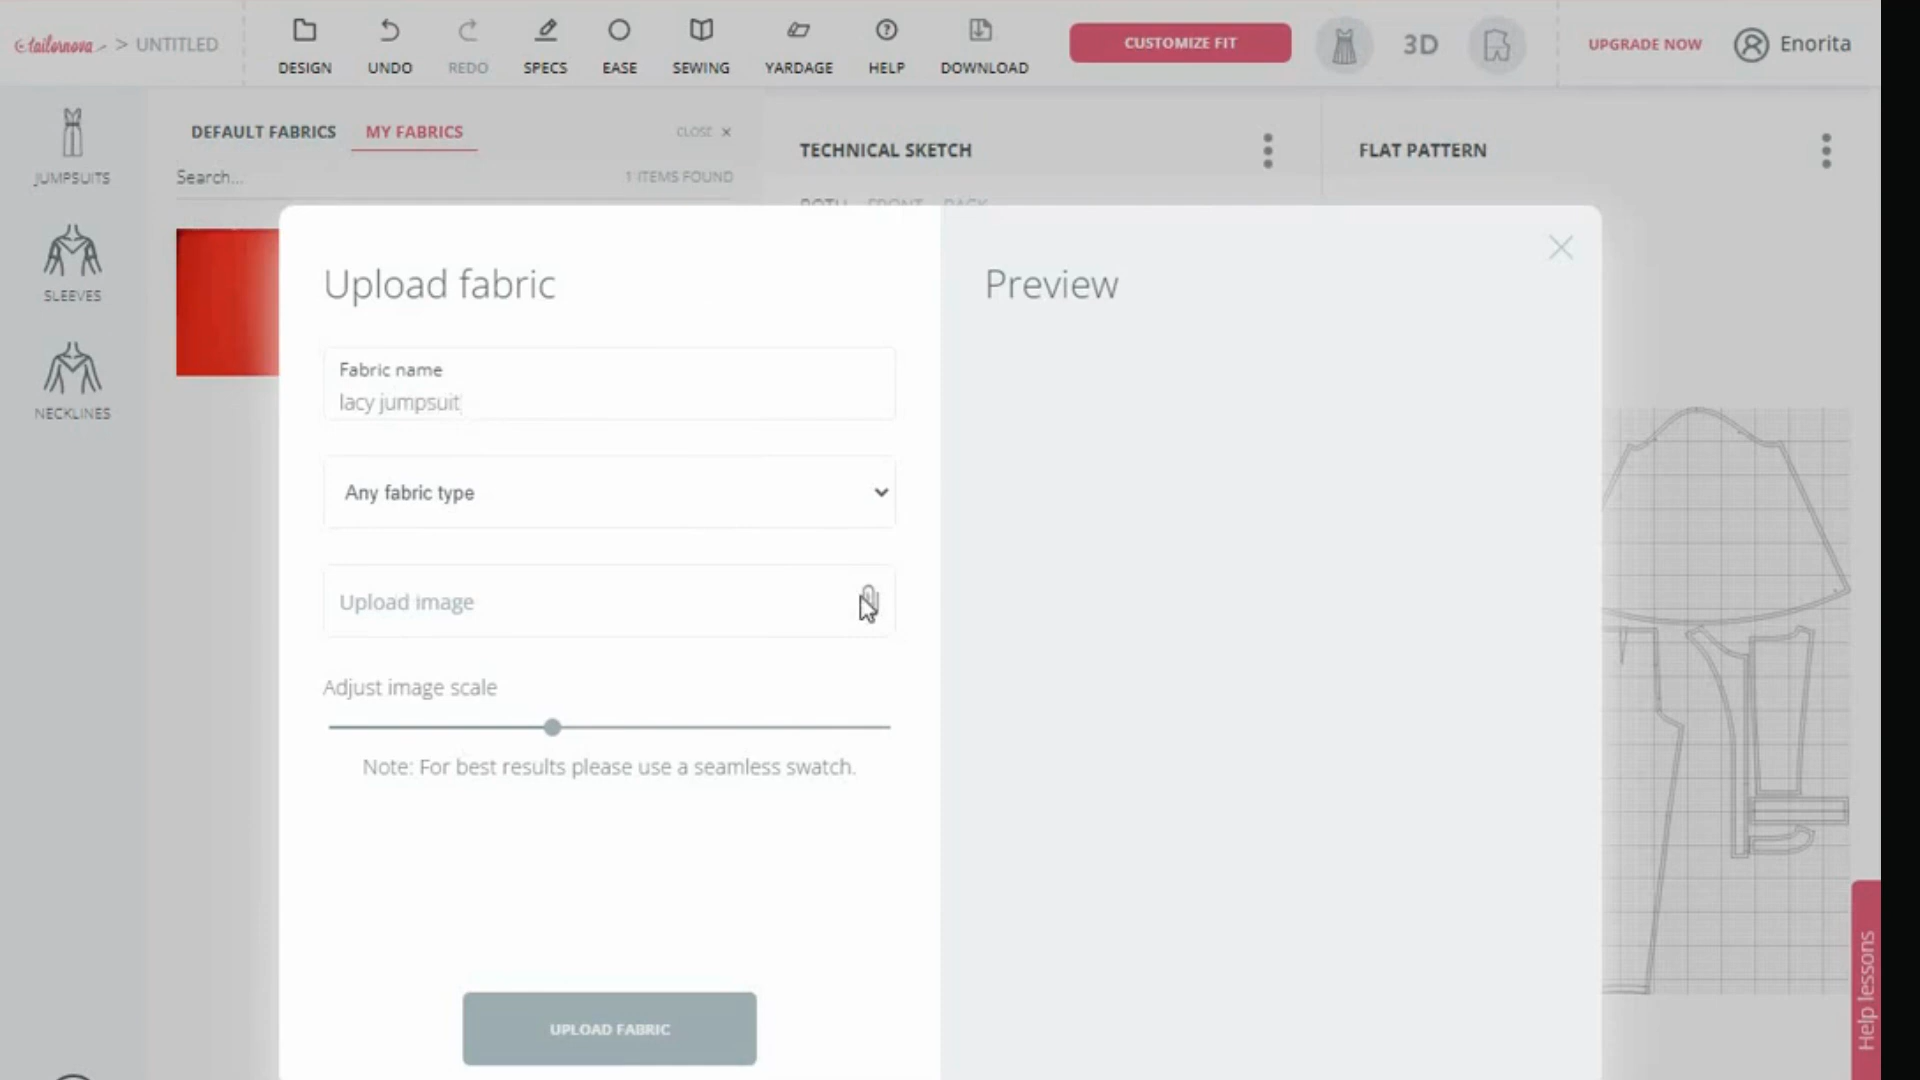 tailornova > UNTITLED
DESIGN
UNDO
REDO
SPECS
EASE
SEWING
YARDAGE
HELP
DOWNLOAD
CUSTOMIZE FIT
3D
UPGRADE NOW
Enorita
JUMPSUITS
SLEEVES
NECKLINES
DEFAULT FABRICS
MY FABRICS
CLOSE ×
Search...
1 ITEMS FOUND
TECHNICAL SKETCH
BOTH FRONT BACK
FLAT PATTERN
Upload fabric
Fabric name
lacy jumpsuit
Any fabric type
Upload image
Adjust image scale
Note: For best results please use a seamless swatch.
UPLOAD FABRIC
Preview
Help lessons